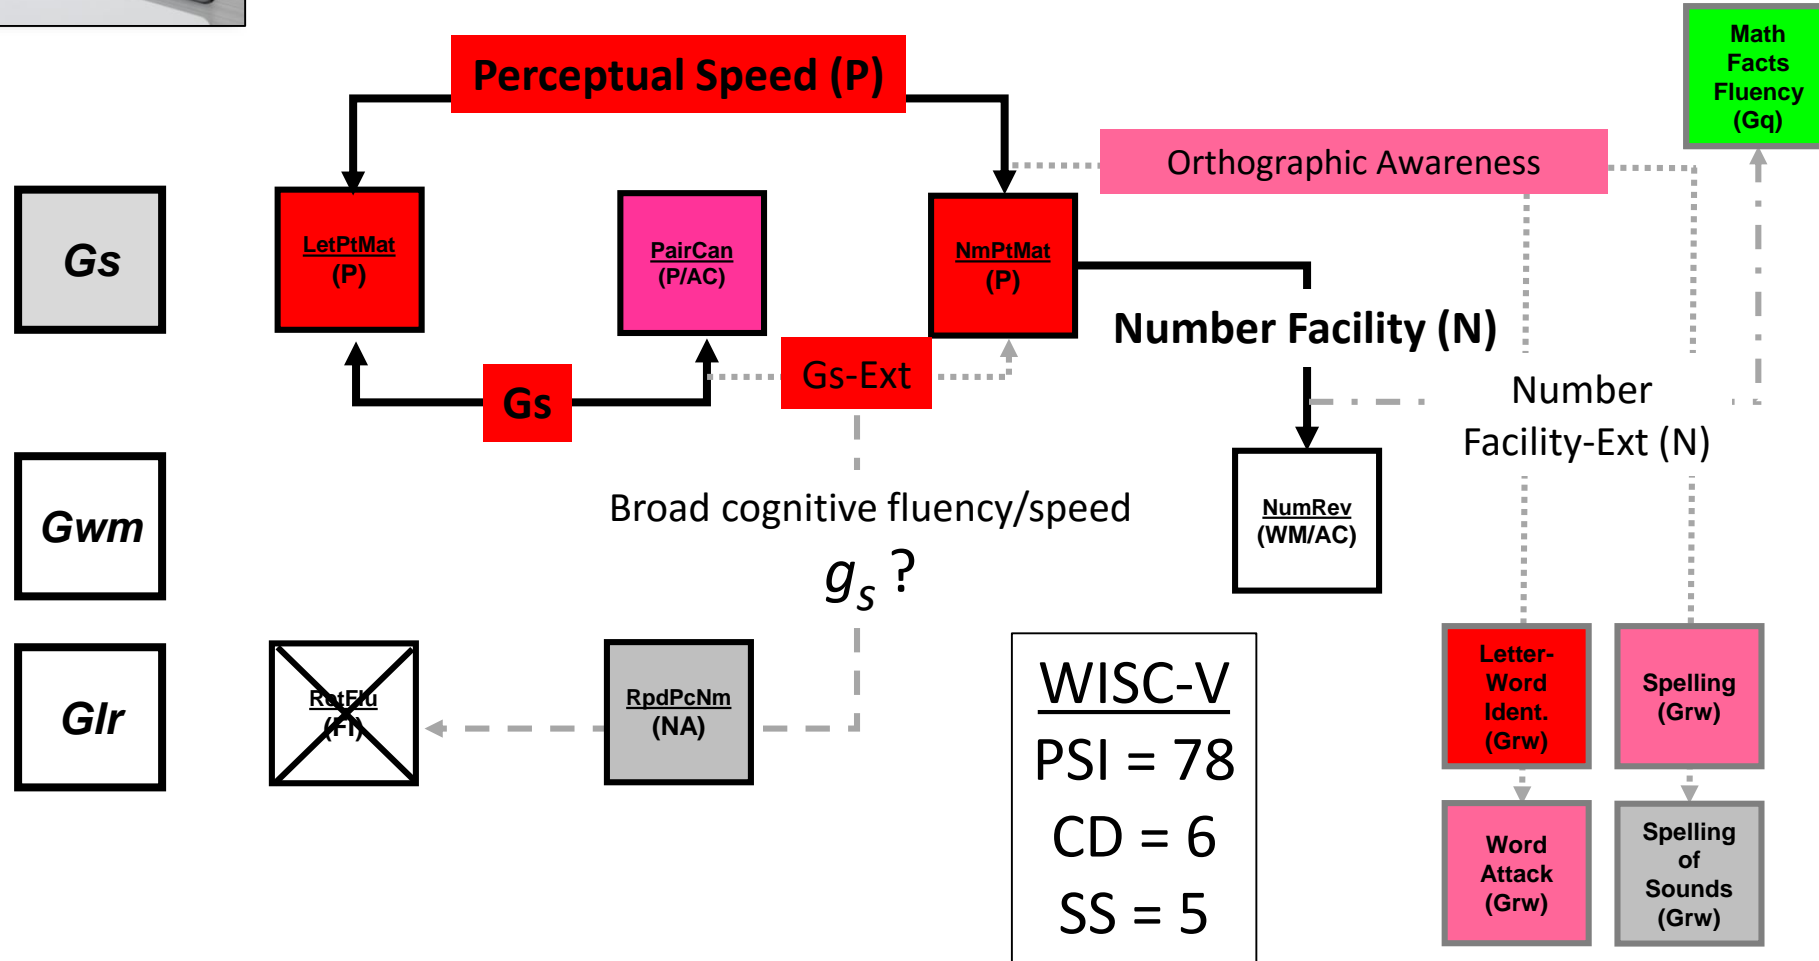 Math
Facts
Fluency
(Gq)
Perceptual Speed (P)
Orthographic Awareness
Gs
LetPtMat
(P)
PairCan
(P/AC)
NmPtMat
(P)
Number Facility (N)
Gs
Gs-Ext
Number
Facility-Ext (N)
Gwm
Broad cognitive fluency/speed
gs ?
NumRev
(WM/AC)
Glr
RetFlu
(FI)
RpdPcNm
(NA)
WISC-V
PSI = 78
CD = 6
SS = 5
Letter-
Word
Ident.
(Grw)
Spelling
(Grw)
Word
Attack
(Grw)
Spelling
of
Sounds
(Grw)